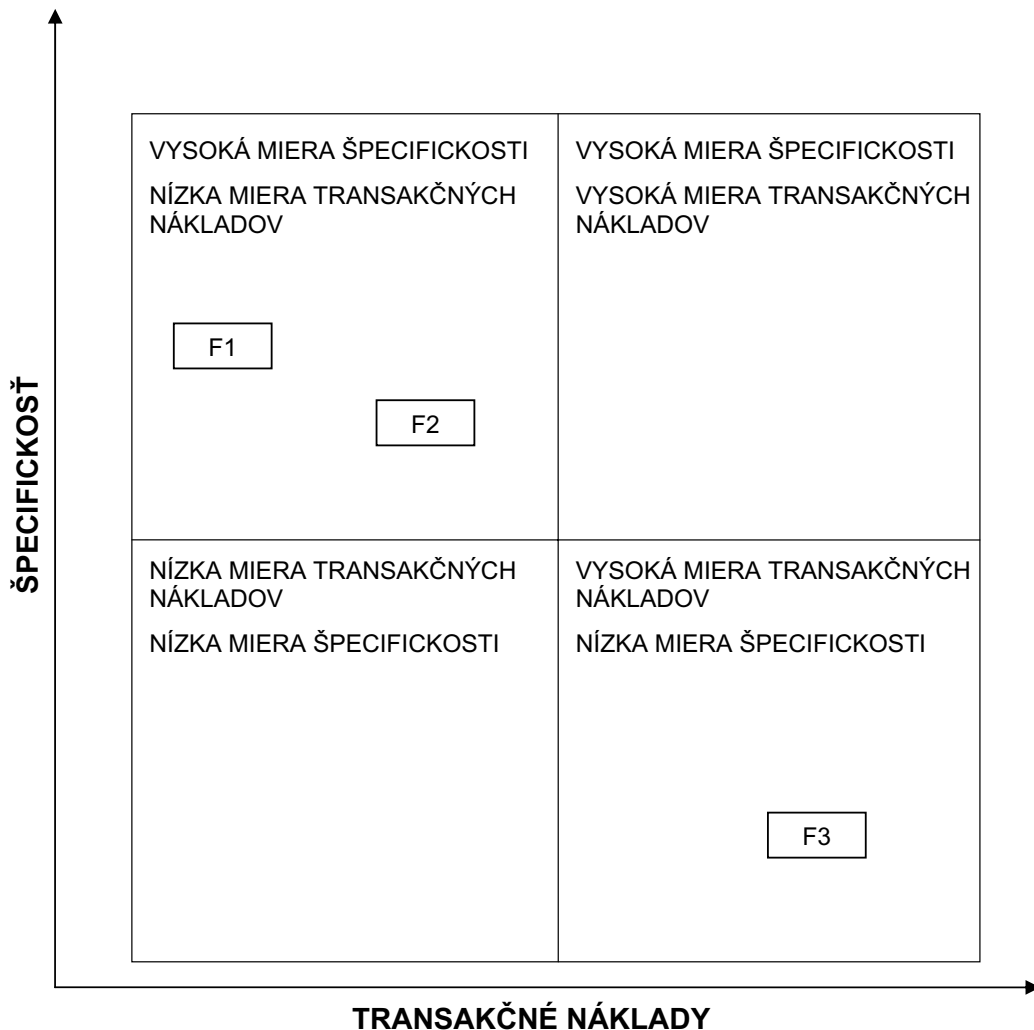 VYSOKÁ MIERA ŠPECIFICKOSTI
NÍZKA MIERA TRANSAKČNÝCH
NÁKLADOV
VYSOKÁ MIERA ŠPECIFICKOSTI
VYSOKÁ MIERA TRANSAKČNÝCH
NÁKLADOV
F1
F2
ŠPECIFICKOSŤ
NÍZKA MIERA TRANSAKČNÝCH
NÁKLADOV
NÍZKA MIERA ŠPECIFICKOSTI
VYSOKÁ MIERA TRANSAKČNÝCH
NÁKLADOV
NÍZKA MIERA ŠPECIFICKOSTI
F3
TRANSAKČNÉ NÁKLADY